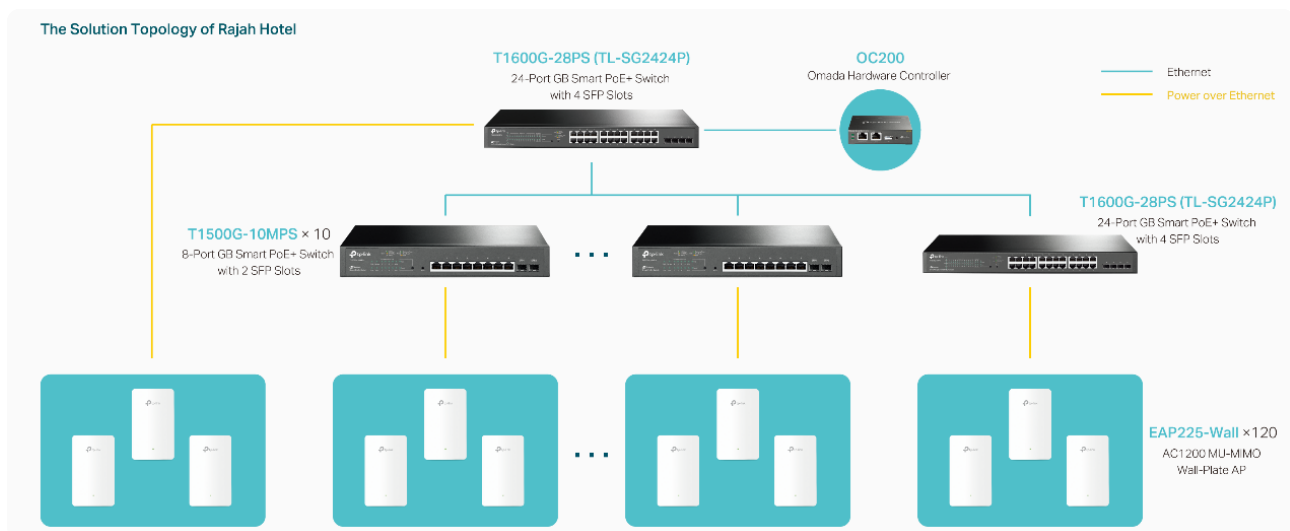 The Solution Topology of Rajah Hotel
T1600G-28PS (TL-SG2424P)
24-Port GB Smart PoE+ Switch
with 4 SFP Slots
OC200
Omada Hardware Controller
Ethernet
Power over Ethernet
T1500G-10MPS × 10
8-Port GB Smart PoE+ Switch
with 2 SFP Slots
T1600G-28PS (TL-SG2424P)
24-Port GB Smart PoE+ Switch
with 4 SFP Slots
EAP225-Wall ×120
AC1200 MU-MIMO
Wall-Plate AP